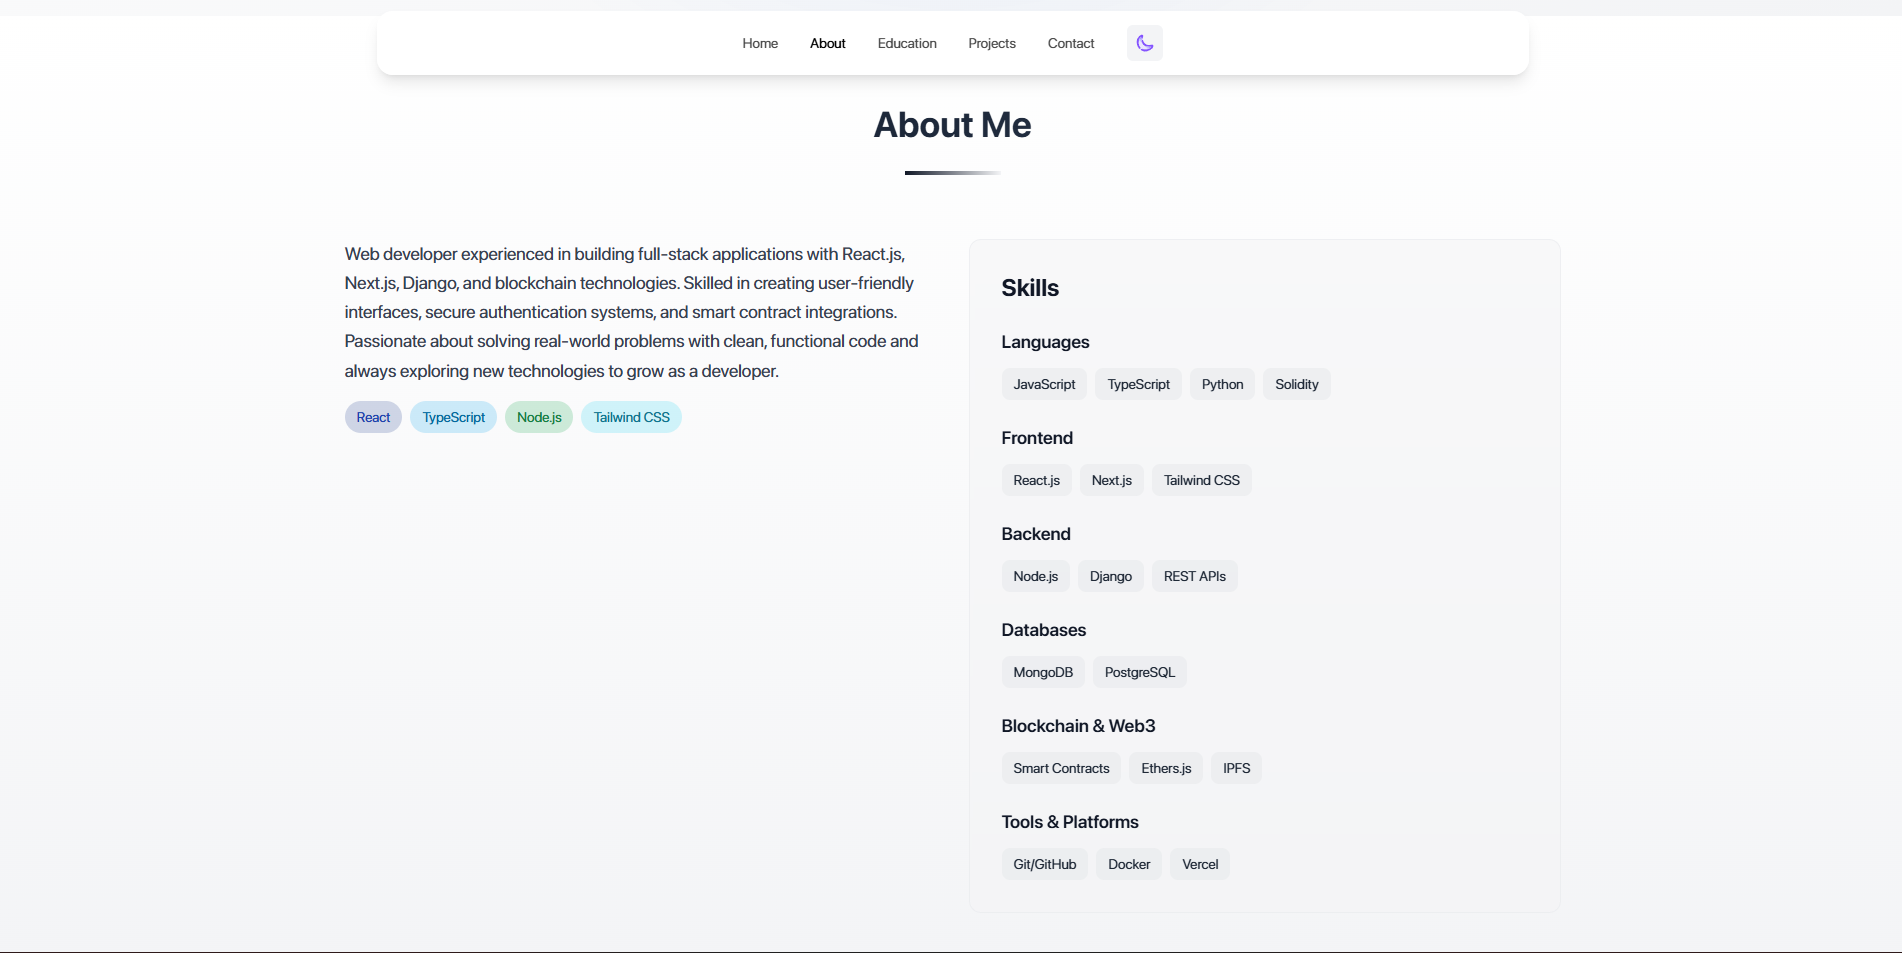 Home About Education Projects Contact
About Me
Web developer experienced in building full-stack applications with React.js,
Next.js, Django, and blockchain technologies. Skilled in creating user-friendly
interfaces, secure authentication systems, and smart contract integrations.
Passionate about solving real-world problems with clean, functional code and
always exploring new technologies to grow as a developer.
React TypeScript Node.js Tailwind CSS
Skills
Languages
JavaScript TypeScript Python Solidity
Frontend
React.js Next.js Tailwind CSS
Backend
Node.js Django REST APIs
Databases
MongoDB PostgreSQL
Blockchain & Web3
Smart Contracts Ethers.js IPFS
Tools & Platforms
Git/GitHub Docker Vercel